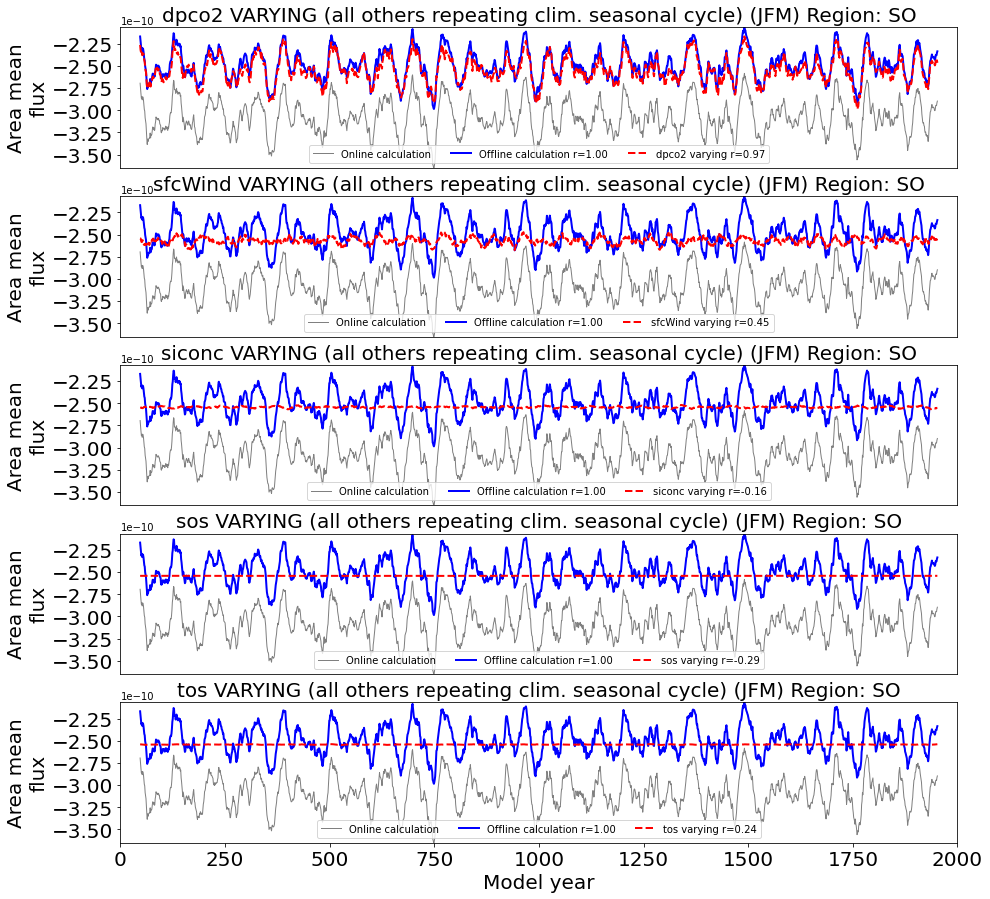 dpco2 VARYING (all others repeating clim. seasonal cycle) (JFM) Region: SO
1e−10
−2.25
−2.50
−2.75
−3.00
−3.25
−3.50
Area mean
flux
Online calculation
Offline calculation r=1.00
dpco2 varying r=0.97
sfcWind VARYING (all others repeating clim. seasonal cycle) (JFM) Region: SO
1e−10
−2.25
−2.50
−2.75
−3.00
−3.25
−3.50
Area mean
flux
Online calculation
Offline calculation r=1.00
sfcWind varying r=0.45
siconc VARYING (all others repeating clim. seasonal cycle) (JFM) Region: SO
1e−10
−2.25
−2.50
−2.75
−3.00
−3.25
−3.50
Area mean
flux
Online calculation
Offline calculation r=1.00
siconc varying r=-0.16
sos VARYING (all others repeating clim. seasonal cycle) (JFM) Region: SO
1e−10
−2.25
−2.50
−2.75
−3.00
−3.25
−3.50
Area mean
flux
Online calculation
Offline calculation r=1.00
sos varying r=-0.29
tos VARYING (all others repeating clim. seasonal cycle) (JFM) Region: SO
1e−10
−2.25
−2.50
−2.75
−3.00
−3.25
−3.50
Area mean
flux
Online calculation
Offline calculation r=1.00
tos varying r=0.24
0 250 500 750 1000 1250 1500 1750 2000
Model year